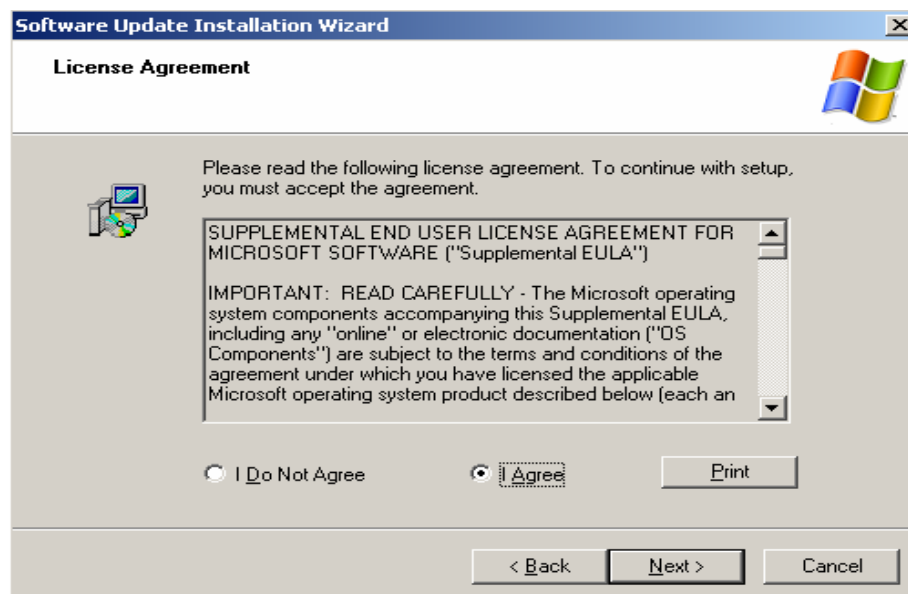 Software Update Installation Wizard
License Agreement
Please read the following license agreement. To continue with setup,
you must accept the agreement.
SUPPLEMENTAL END USER LICENSE AGREEMENT FOR
MICROSOFT SOFTWARE ("Supplemental EULA")
IMPORTANT: READ CAREFULLY - The Microsoft operating
system components accompanying this Supplemental EULA,
including any "online" or electronic documentation ("OS
Components") are subject to the terms and conditions of the
agreement under which you have licensed the applicable
Microsoft operating system product described below (each an
I Do Not Agree
I Agree
Print
< Back
Next >
Cancel